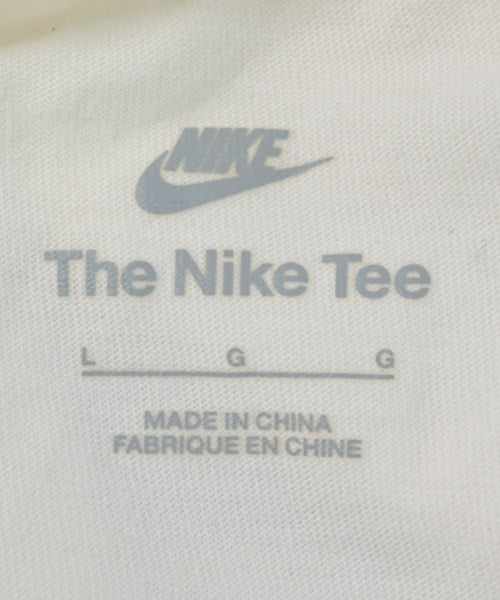 NIKE
The Nike Tee
L G G
MADE IN CHINA
FABRIQUE EN CHINE